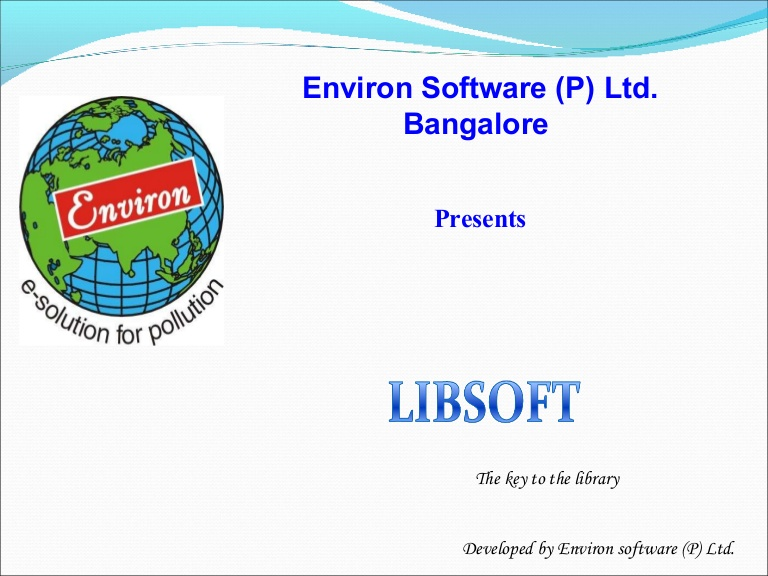 Environ Software (P) Ltd.
Bangalore
Environ
Presents
e-solution for pollution
LIBSOFT
The key to the library
Developed by Environ software (P) Ltd.